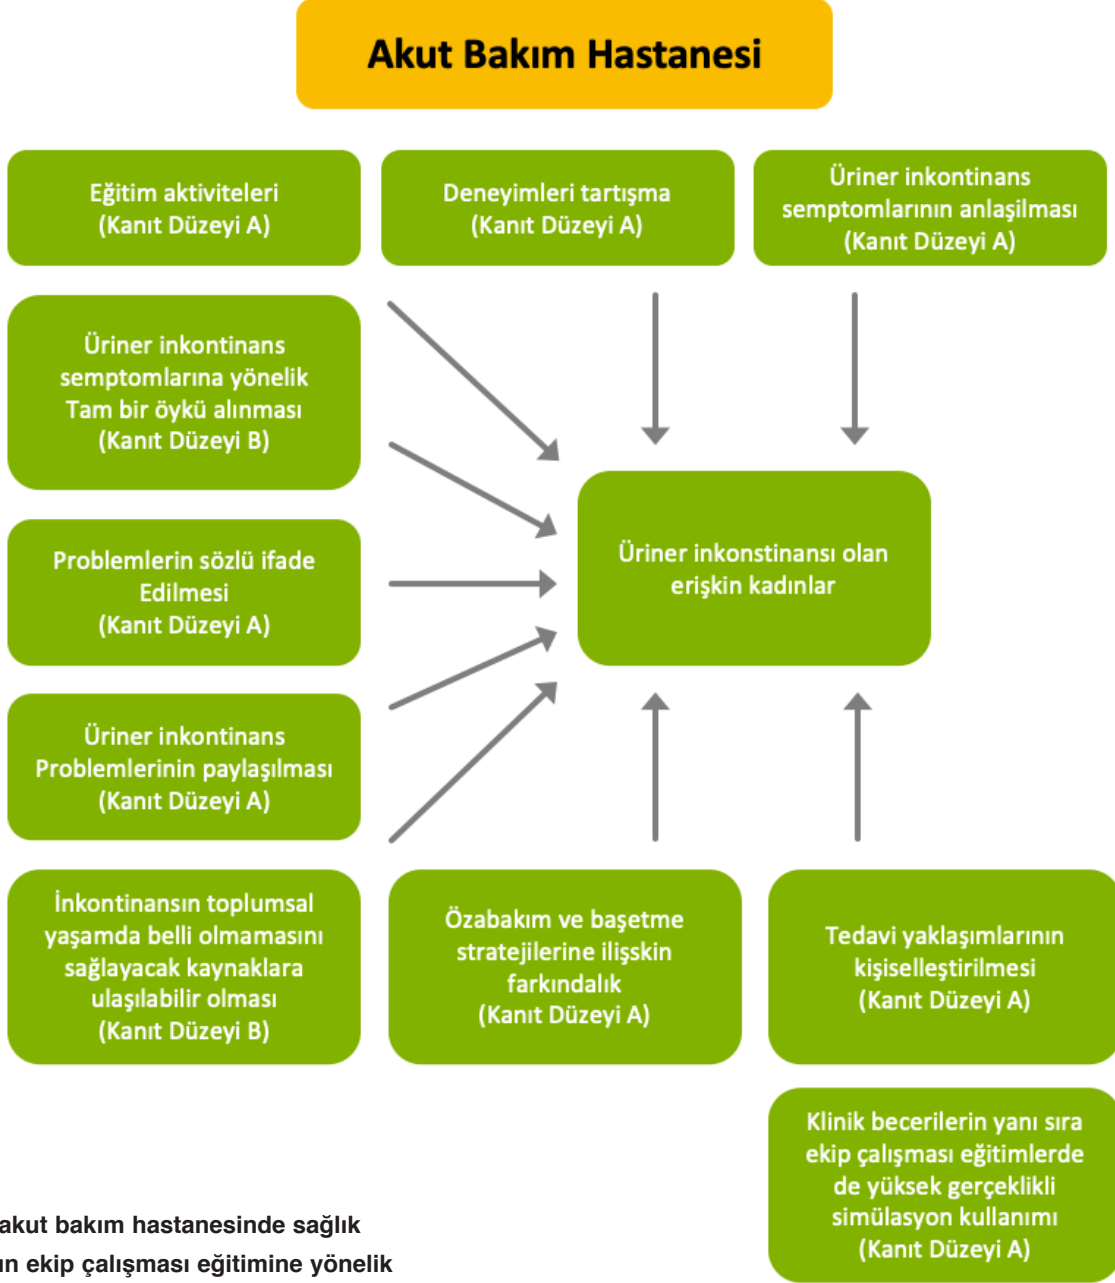 Akut Bakım Hastanesi
Eğitim aktiviteleri
(Kanıt Düzeyi A)
Deneyimleri tartışma
(Kanıt Düzeyi A)
Üriner inkontinans
semptomlarının anlaşilması
(Kanıt Düzeyi A)
Üriner inkontinans
semptomlarına yönelik
Tam bir öykü alınması
(Kanıt Düzeyi B)
Problemlerin sözlü ifade
Edilmesi
(Kanıt Düzeyi A)
Üriner inkonstinansı olan
erişkin kadınlar
Üriner inkontinans
Problemlerinin paylaşılması
(Kanıt Düzeyi A)
İnkontinansın toplumsal
yaşamda belli olmamasını
sağlayacak kaynaklara
ulaşılabilir olması
(Kanıt Düzeyi B)
Özabakım ve başetme
stratejilerine ilişskin
farkındalık
(Kanıt Düzeyi A)
Tedavi yaklaşımlarının
kişiselleştirilmesi
(Kanıt Düzeyi A)
Klinik becerilerin yanı sıra
ekip çalışması eğitimlerde
de yüksek gerçeklikli
simülasyon kullanımı
(Kanıt Düzeyi A)
akut bakım hastanesinde sağlık
ekip çalışması eğitimine yönelik